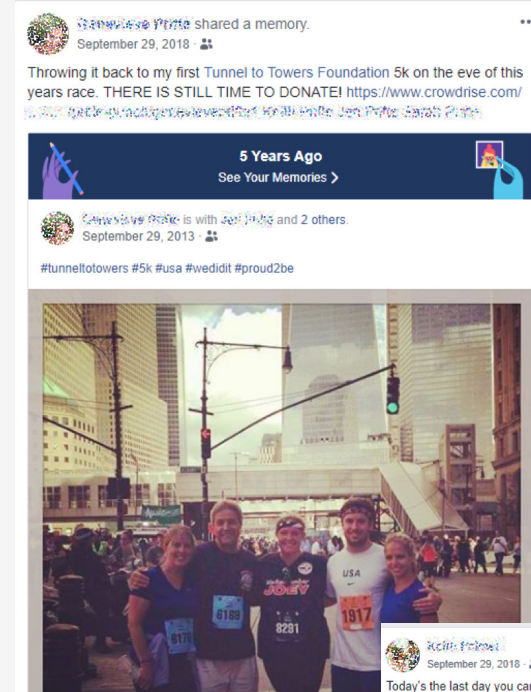 shared a memory.
September 29, 2018
Throwing it back to my first Tunnel to Towers Foundation 5k on the eve of this
years race. THERE IS STILL TIME TO DONATE! https://www.crowdrise.com/
5 Years Ago
See Your Memories
is with and 2 others.
September 29, 2013
#tunneltotowers #5k #usa #wedidit #proud2be
JOEY
USA
6168
8291
1917
September 29, 2018
Today's the last day you can